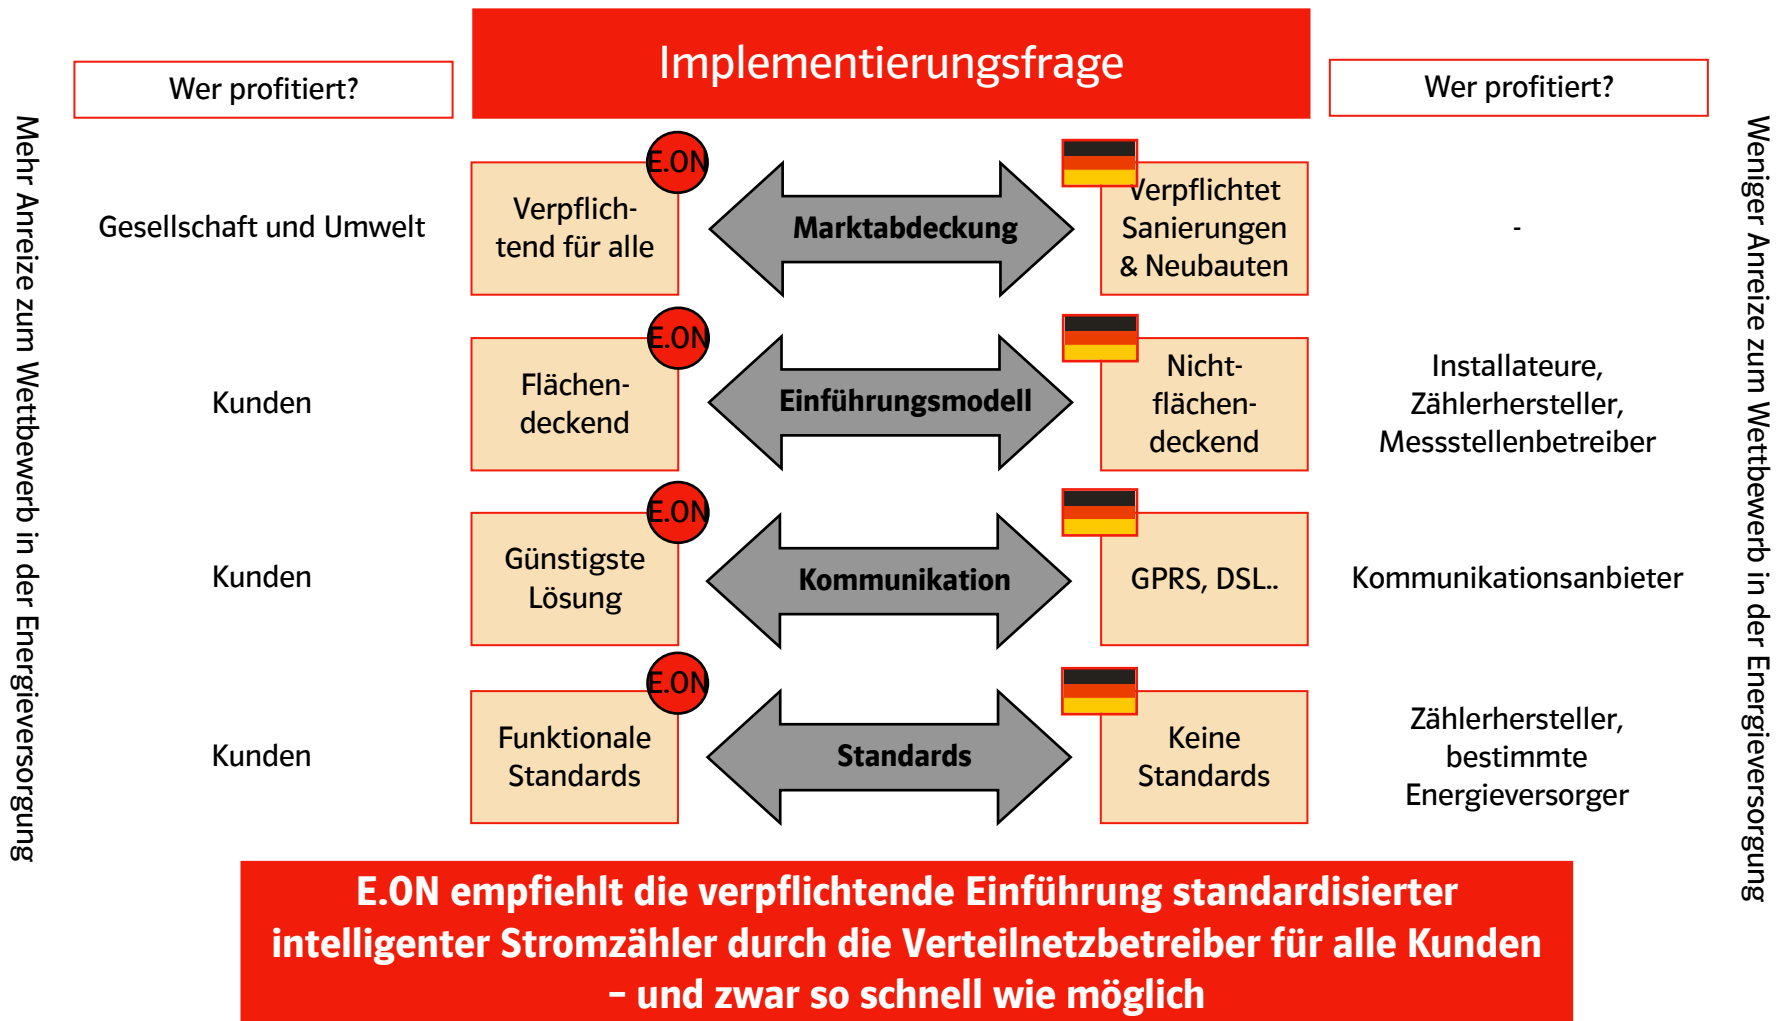 Implementierungsfrage
Wer profitiert?
Wer profitiert?
Mehr Anreize zum Wettbewerb in der Energieversorgung
Weniger Anreize zum Wettbewerb in der Energieversorgung
Gesellschaft und Umwelt
E.ON
Verpflich-
tend für alle
Marktabdeckung
Verpflichtet
Sanierungen
& Neubauten
-
Kunden
E.ON
Flächen-
deckend
Einführungsmodell
Nicht-
flächen-
deckend
Installateure,
Zählerhersteller,
Messstellenbetreiber
Kunden
E.ON
Günstigste
Lösung
Kommunikation
GPRS, DSL..
Kommunikationsanbieter
Kunden
E.ON
Funktionale
Standards
Standards
Keine
Standards
Zählerhersteller,
bestimmte
Energieversorger
E.ON empfiehlt die verpflichtende Einführung standardisierter
intelligenter Stromzähler durch die Verteilnetzbetreiber für alle Kunden
– und zwar so schnell wie möglich